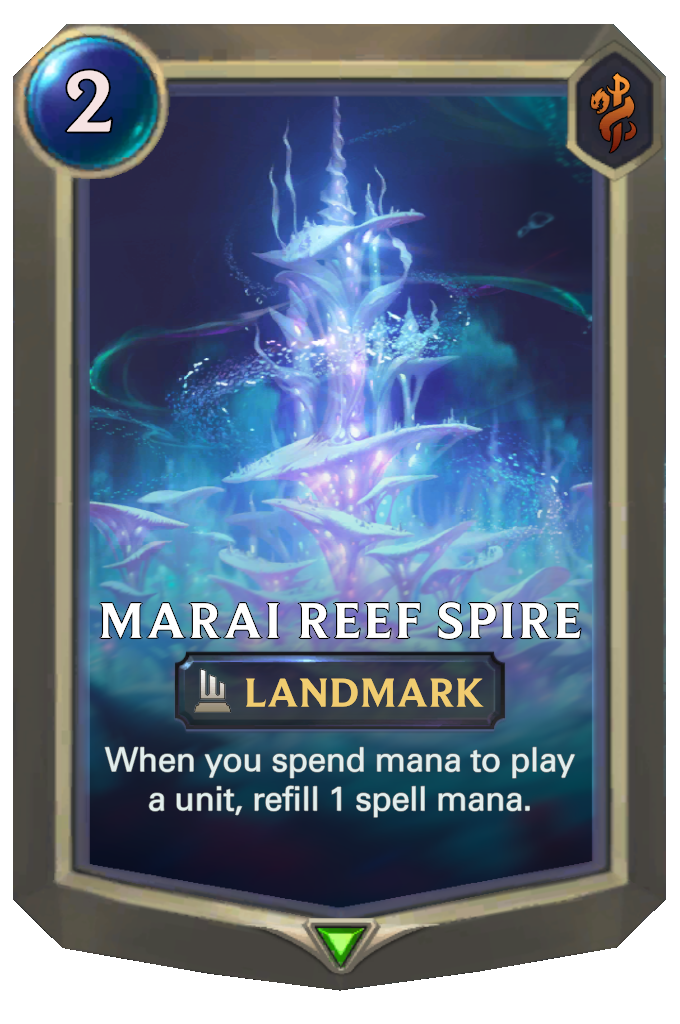 2
MARAI REEF SPIRE
LANDMARK
When you spend mana to play
a unit, refill 1 spell mana.